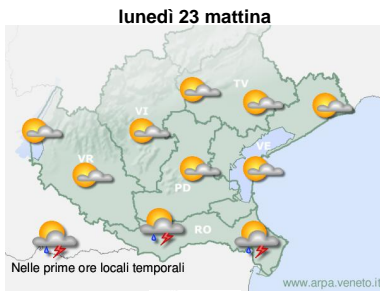 lunedì 23 mattina
TV
VI
VE
VR
PD
RO
Nelle prime ore locali temporali
www.arpa.veneto.it